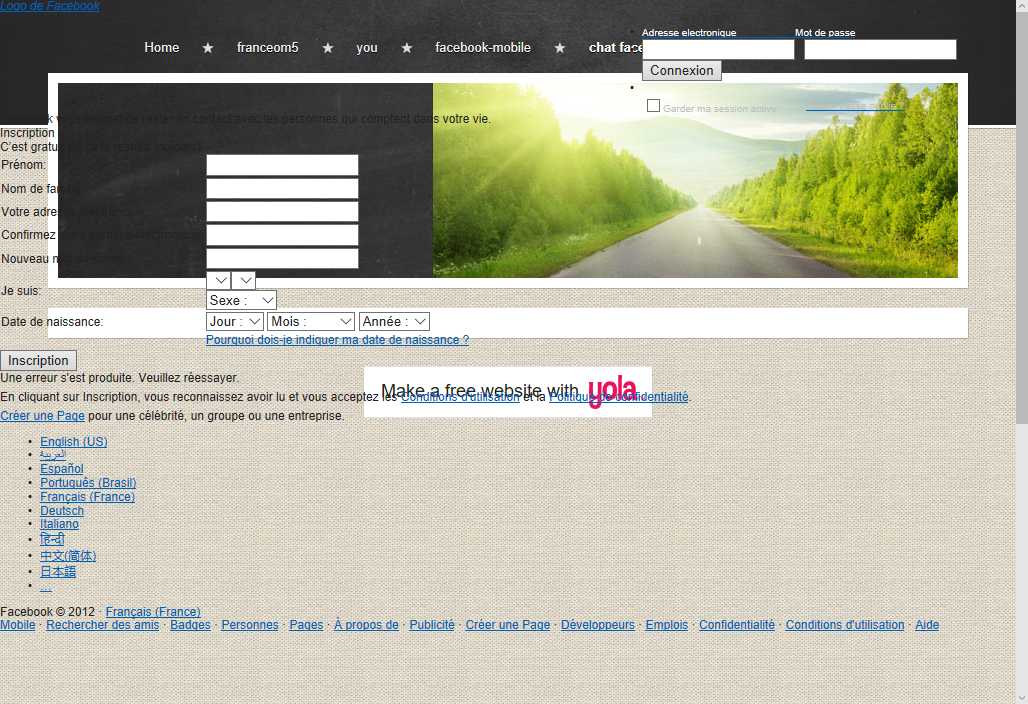 Logo de Facebook
Adresse electronique Mot de passe
Home ★ franceom5 ★ you ★ facebook-mobile ★ chat face
Connexion
Garder ma session active
k vous permet de rester en contact avec les personnes qui comptent dans votre vie.
Inscription
C'est gratuit
Prénom:
Nom de famille
Votre adresse électronique
Confirmez votre adresse électronique
Nouveau mot de passe
Je suis:
Sexe :
Date de naissance: Jour : Mois : Année :
Pourquoi dois-je indiquer ma date de naissance ?
Inscription
Une erreur s'est produite. Veuillez réessayer.
Make a free website with yola
En cliquant sur Inscription, vous reconnaissez avoir lu et vous acceptez les Conditions d'utilisation et la Politique de confidentialité.
Créer une Page pour une célébrité, un groupe ou une entreprise.
• English (US)
• العربية
• Español
• Português (Brasil)
• Français (France)
• Deutsch
• Italiano
• हिन्दी
• 中文(简体)
• 日本語
• ...
Facebook © 2012 · Français (France)
Mobile · Rechercher des amis · Badges · Personnes · Pages · À propos de · Publicité · Créer une Page · Développeurs · Emplois · Confidentialité · Conditions d'utilisation · Aide